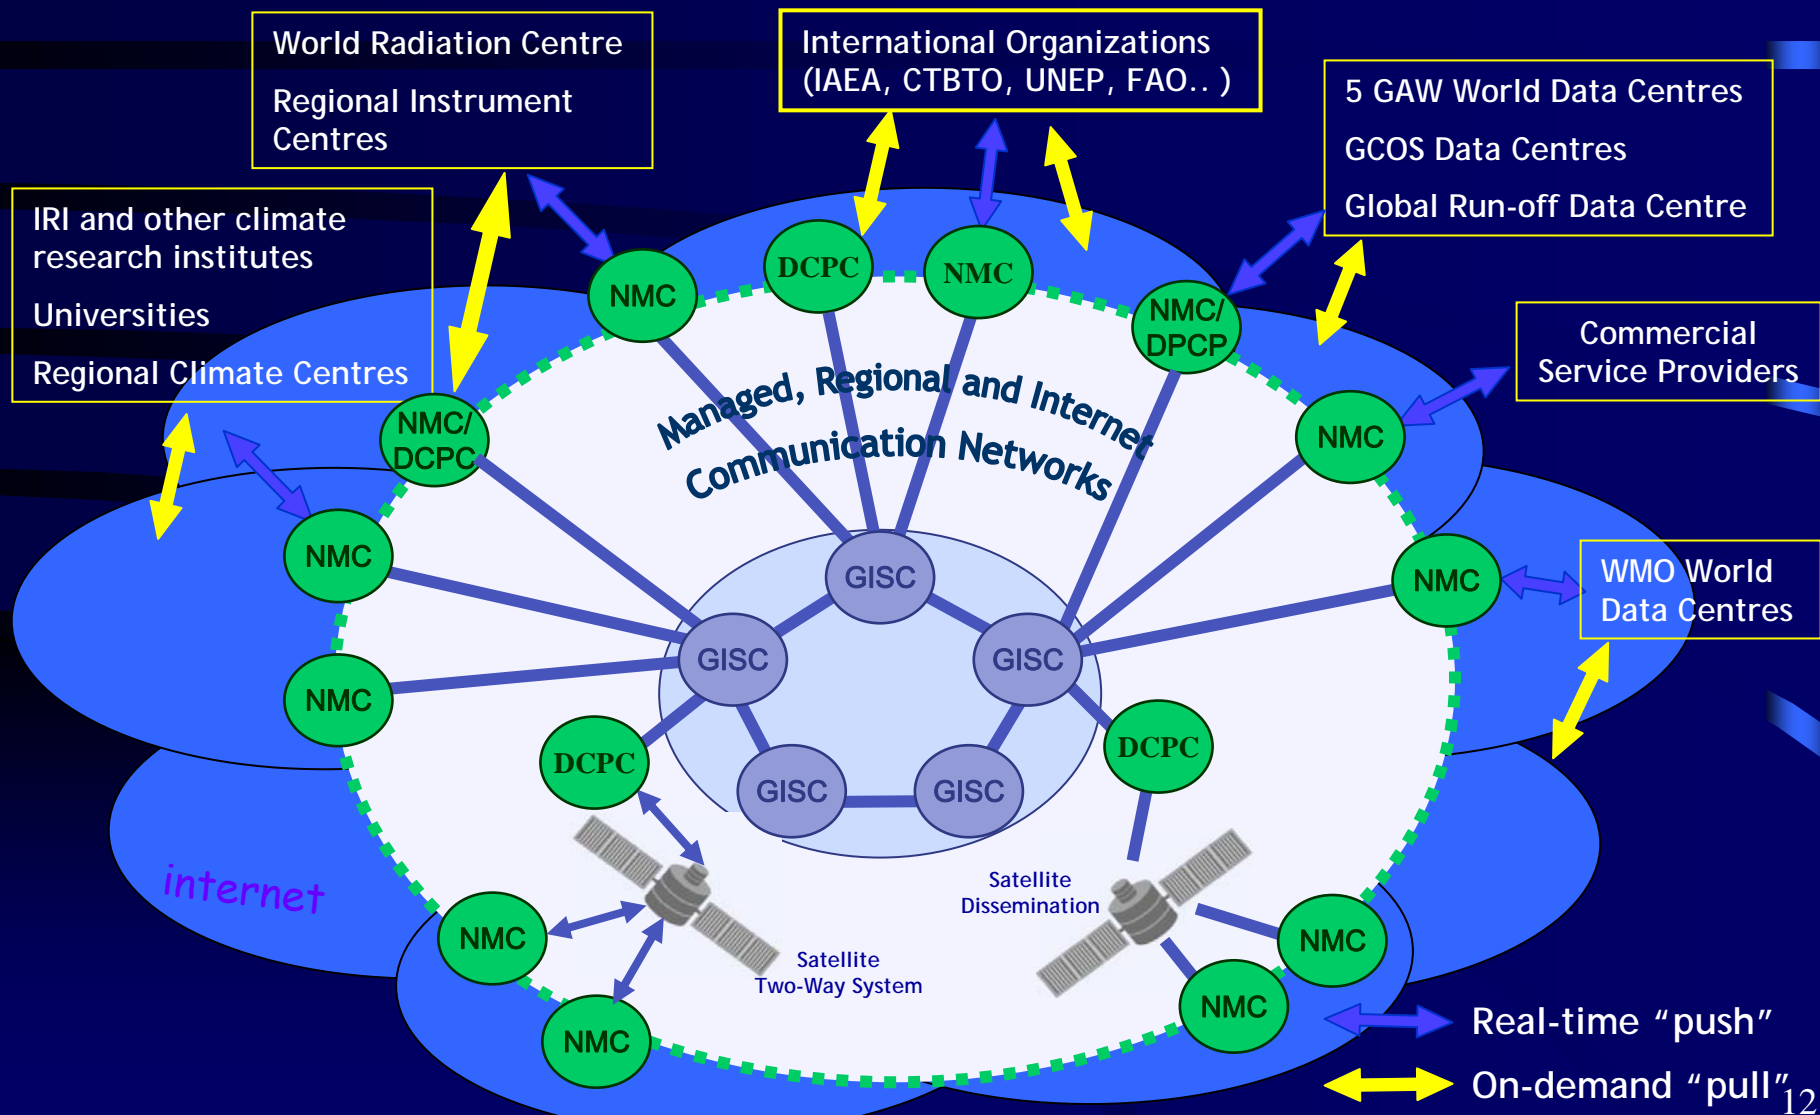 World Radiation Centre
Regional Instrument
Centres
International Organizations
(IAEA, CTBTO, UNEP, FAO.. )
5 GAW World Data Centres
GCOS Data Centres
Global Run-off Data Centre
IRI and other climate
research institutes
Universities
Regional Climate Centres
Commercial
Service Providers
WMO World
Data Centres
NMC
DCPC
NMC
NMC/
DPCP
NMC/
DCPC
NMC
NMC
NMC
NMC
Managed, Regional and Internet
Communication Networks
GISC
GISC
GISC
GISC
GISC
DCPC
DCPC
internet
Satellite
Dissemination
Satellite
Two-Way System
NMC
NMC
NMC
NMC
Real-time “push”
On-demand “pull”
12